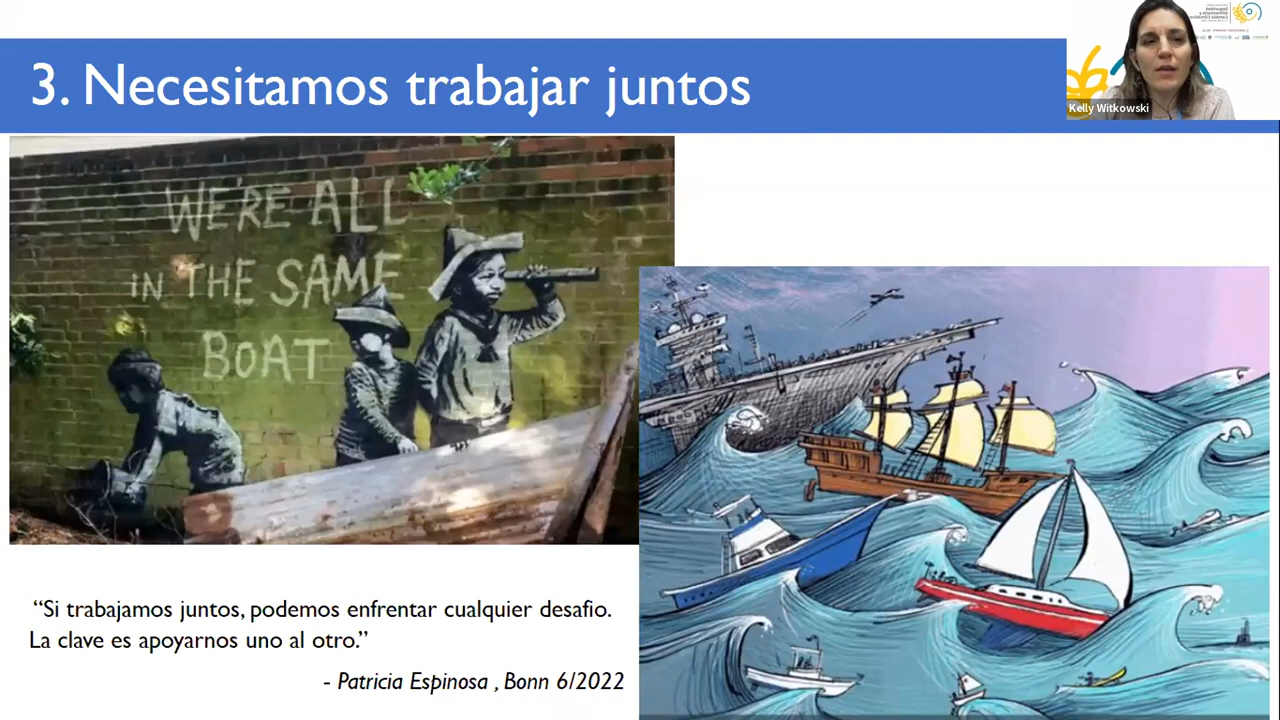 3. Necesitamos trabajar juntos
Kelly Witkowski
WE'RE ALL
IN THE SAME
BOAT
“Si trabajamos juntos, podemos enfrentar cualquier desafio.
La clave es apoyarnos uno al otro.”
- Patricia Espinosa , Bonn 6/2022